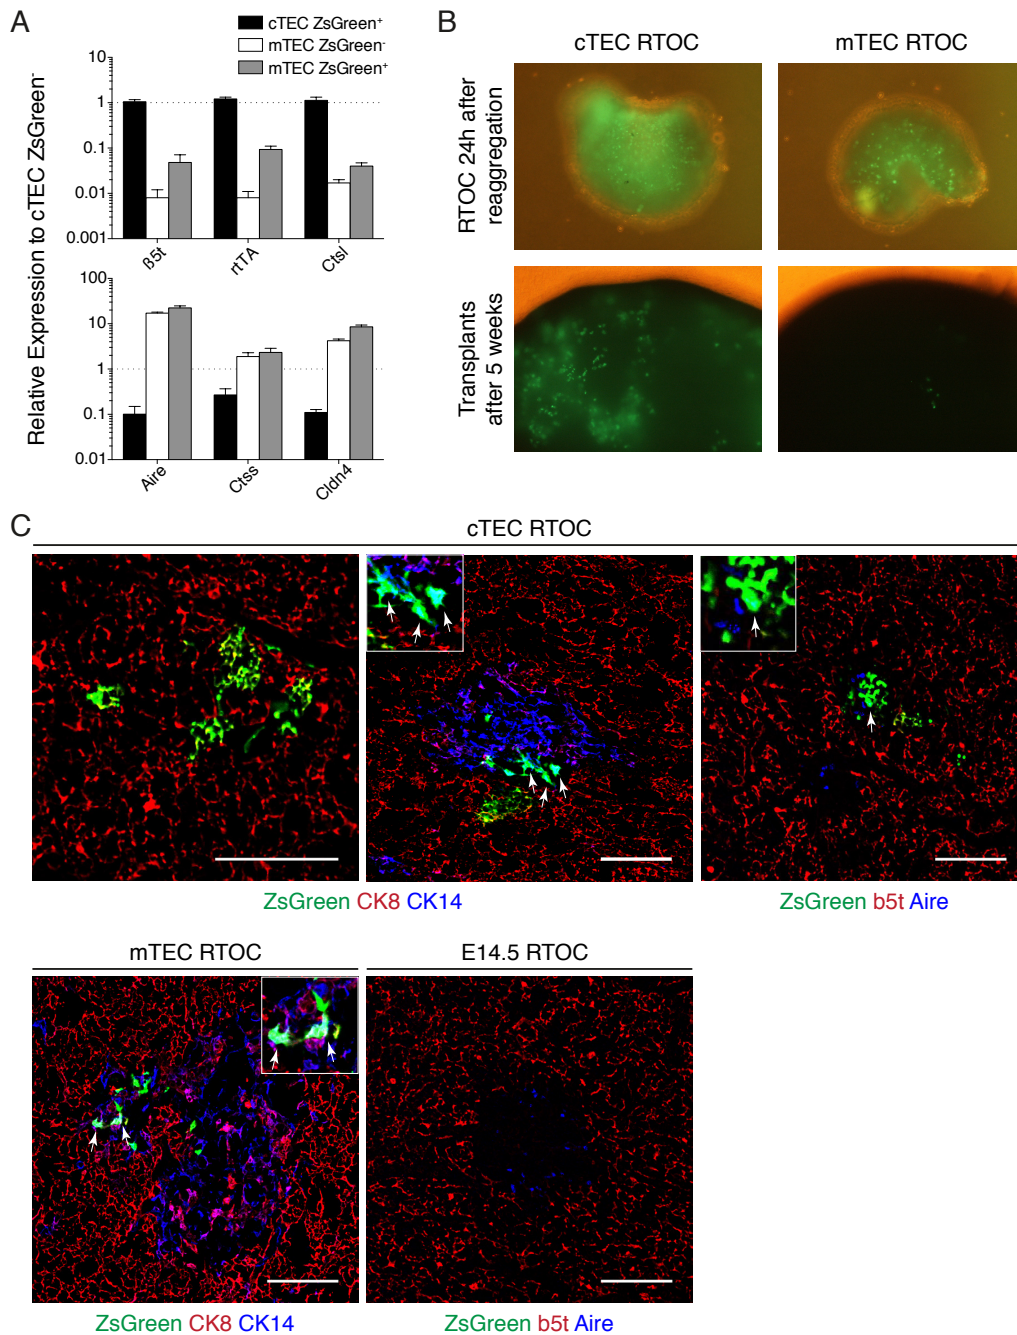 A
cTEC ZsGreen⁺
mTEC ZsGreen⁻
mTEC ZsGreen⁺
Relative Expression to cTEC ZsGreen⁻
10
1
0.1
0.01
0.001
ß5t
rtTA
Ctsl
100
10
1
0.1
0.01
Aire
Ctss
Cldn4
B
cTEC RTOC
mTEC RTOC
RTOC 24h after
reaggregation
Transplants
after 5 weeks
C
cTEC RTOC
ZsGreen CK8 CK14
ZsGreen b5t Aire
mTEC RTOC
E14.5 RTOC
ZsGreen CK8 CK14
ZsGreen b5t Aire